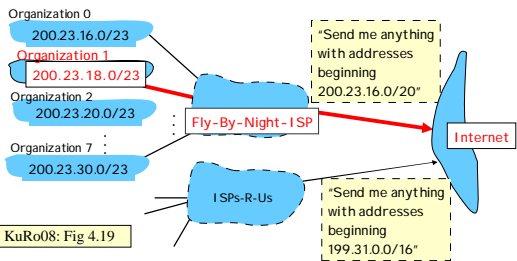 Organization 0
200.23.16.0/23
Organization 1
200.23.18.0/23
Organization 2
200.23.20.0/23
Organization 7
200.23.30.0/23
Fly-By-Night-ISP
ISPs-R-Us
Internet
“Send me anything
with addresses
beginning
200.23.16.0/20”
“Send me anything
with addresses
beginning
199.31.0.0/16”
KuRo08: Fig 4.19